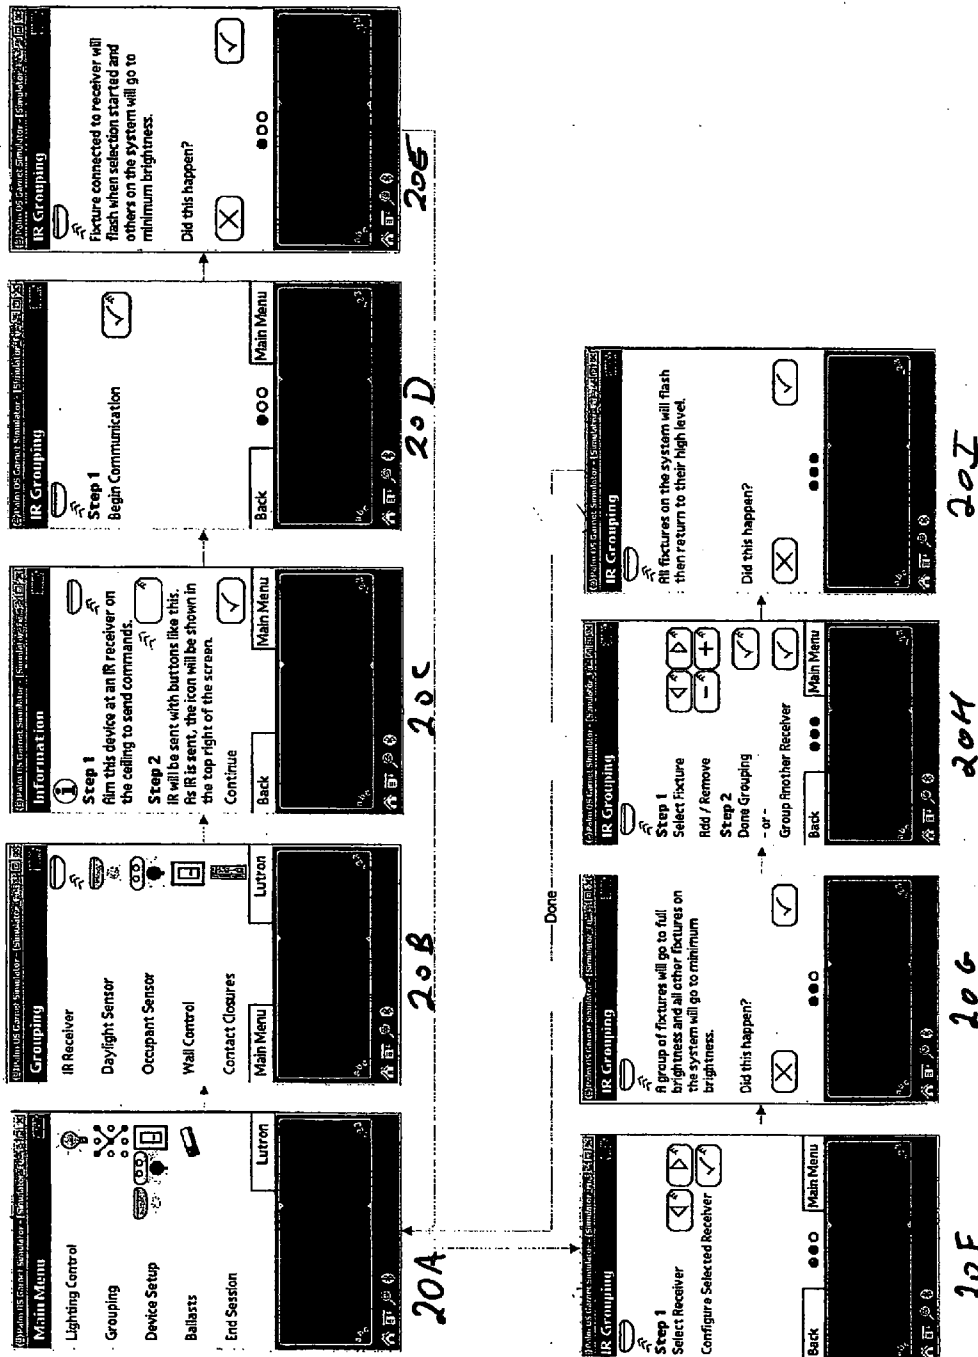 Main Menu
Lighting Control
Grouping
Device Setup
Ballasts
End Session
Lutron
20A
Grouping
IR Receiver
Daylight Sensor
Occupant Sensor
Wall Control
Contact Closures
Main Menu
Lutron
20B
Information
Step 1
Aim this device at an IR receiver on
the ceiling to send commands.
Step 2
IR will be sent with buttons like this.
As IR is sent, the icon will be shown in
the top right of the screen.
Continue
Back
Main Menu
20C
IR Grouping
Step 1
Begin Communication
Back
Main Menu
20D
IR Grouping
Fixture connected to receiver will
flash when selection started and
others on the system will go to
minimum brightness.
Did this happen?
20E
IR Grouping
Step 1
Select Receiver
Configure Selected Receiver
Back
Main Menu
20F
IR Grouping
A group of fixtures will go to full
brightness and all other fixtures on
the system will go to minimum
brightness.
Did this happen?
20G
IR Grouping
Step 1
Select Fixture
Add / Remove
Step 2
Done Grouping
- or -
Group Another Receiver
Back
Main Menu
20H
IR Grouping
All fixtures on the system will flash
then return to their high level.
Did this happen?
20I
Done